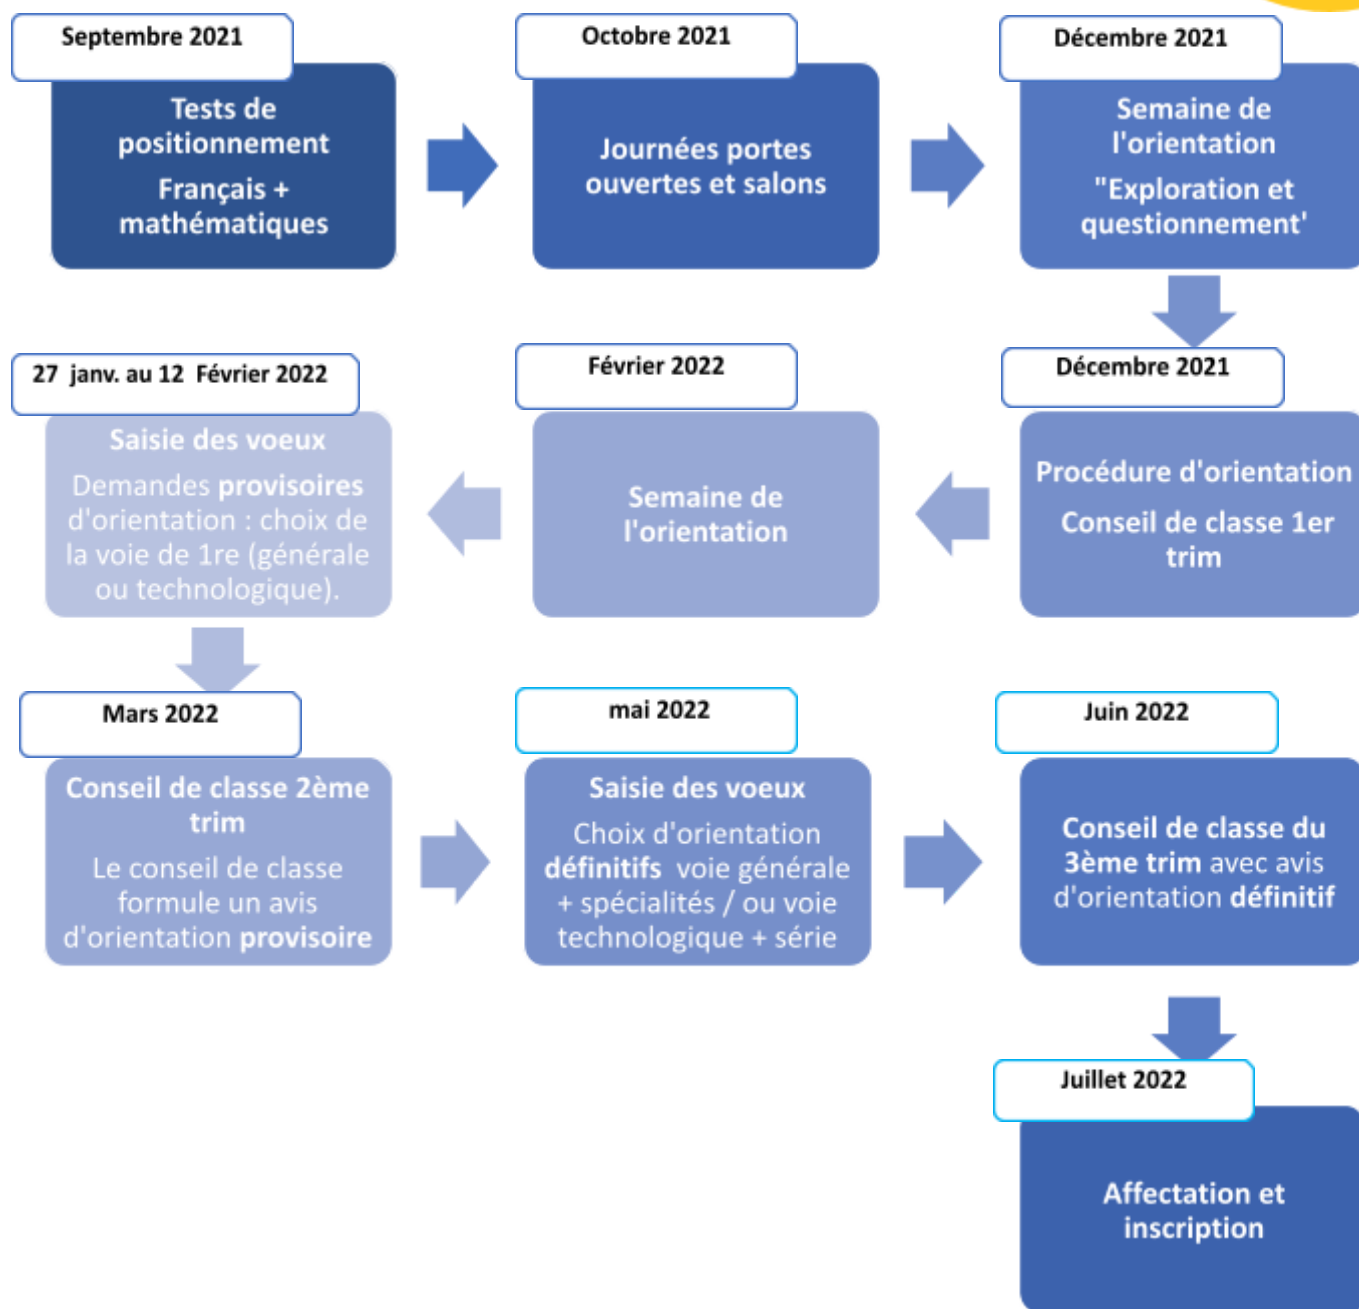 Septembre 2021
Tests de
positionnement
Français +
mathématiques
Octobre 2021
Journées portes
ouvertes et salons
Décembre 2021
Semaine de
l'orientation
"Exploration et
questionnement'
Décembre 2021
Procédure d'orientation
Conseil de classe 1er
trim
Février 2022
Semaine de
l'orientation
27 janv. au 12 Février 2022
Saisie des voeux
Demandes provisoires
d'orientation : choix de
la voie de 1re (générale
ou technologique).
Mars 2022
Conseil de classe 2ème
trim
Le conseil de classe
formule un avis
d'orientation provisoire
mai 2022
Saisie des voeux
Choix d'orientation
définitifs voie générale
+ spécialités / ou voie
technologique + série
Juin 2022
Conseil de classe du
3ème trim avec avis
d'orientation définitif
Juillet 2022
Affectation et
inscription